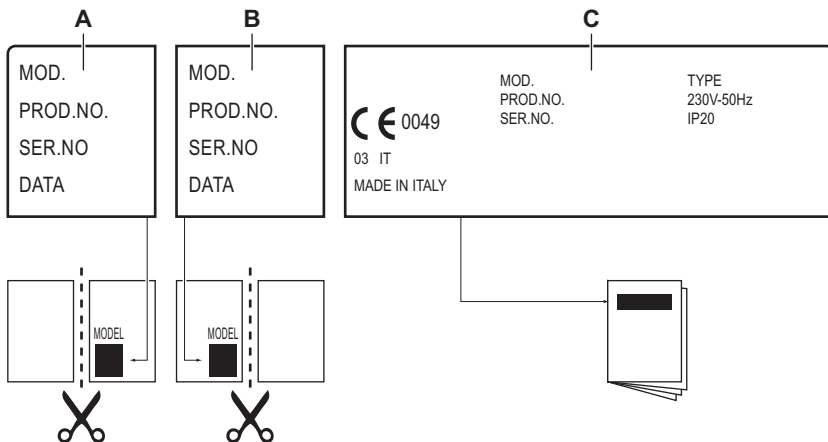 A
B
C
MOD.
PROD.NO.
SER.NO
DATA
MOD.
PROD.NO.
SER.NO
DATA
CE 0049
03 IT
MADE IN ITALY
MOD.
PROD.NO.
SER.NO.
TYPE
230V-50Hz
IP20
MODEL
MODEL